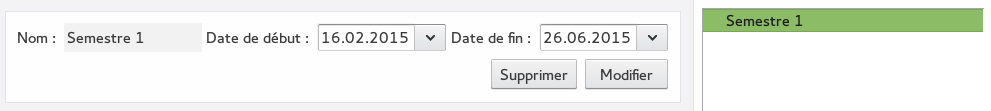 Nom : Semestre 1 Date de début : 16.02.2015 Date de fin : 26.06.2015
Supprimer Modifier
Semestre 1